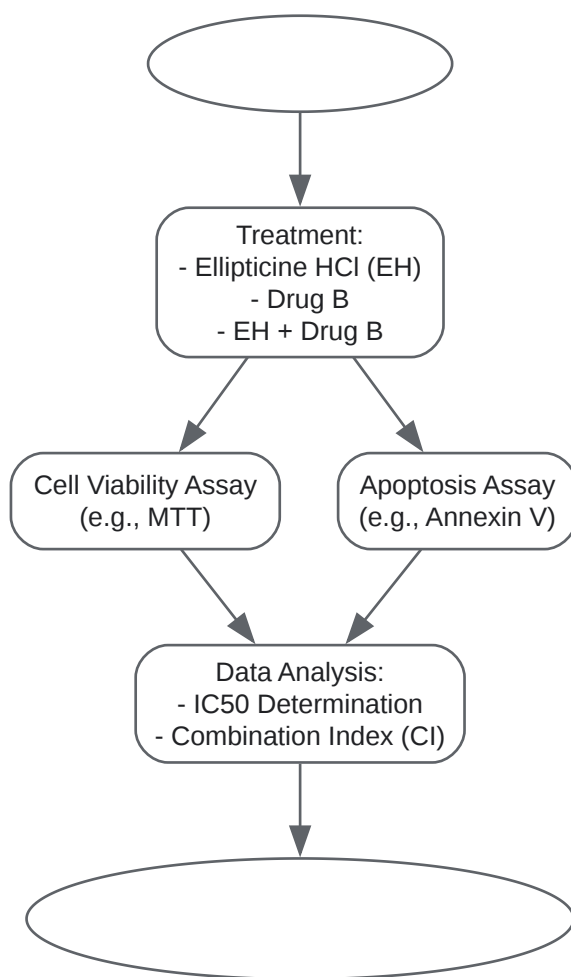 Treatment:
- Ellipticine HCl (EH)
- Drug B
- EH + Drug B
Cell Viability Assay
(e.g., MTT)
Apoptosis Assay
(e.g., Annexin V)
Data Analysis:
- IC50 Determination
- Combination Index (CI)